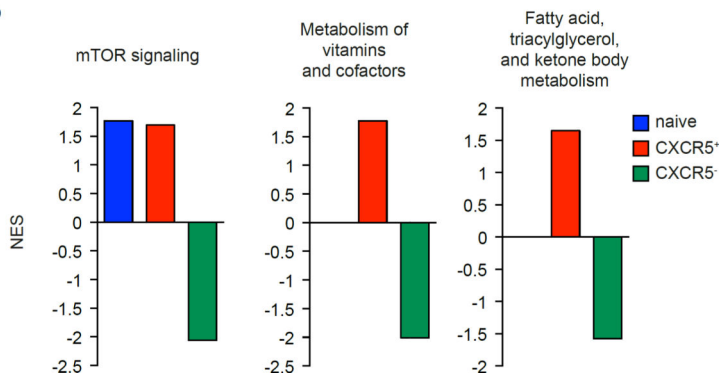 mTOR signaling
Metabolism of
vitamins
and cofactors
Fatty acid,
triacylglycerol,
and ketone body
metabolism
NES
2
1.5
1
0.5
0
-0.5
-1
-1.5
-2
-2.5
2
1.5
1
0.5
0
-0.5
-1
-1.5
-2
-2.5
2
1.5
1
0.5
0
-0.5
-1
-1.5
-2
naive
CXCR5⁺
CXCR5⁻